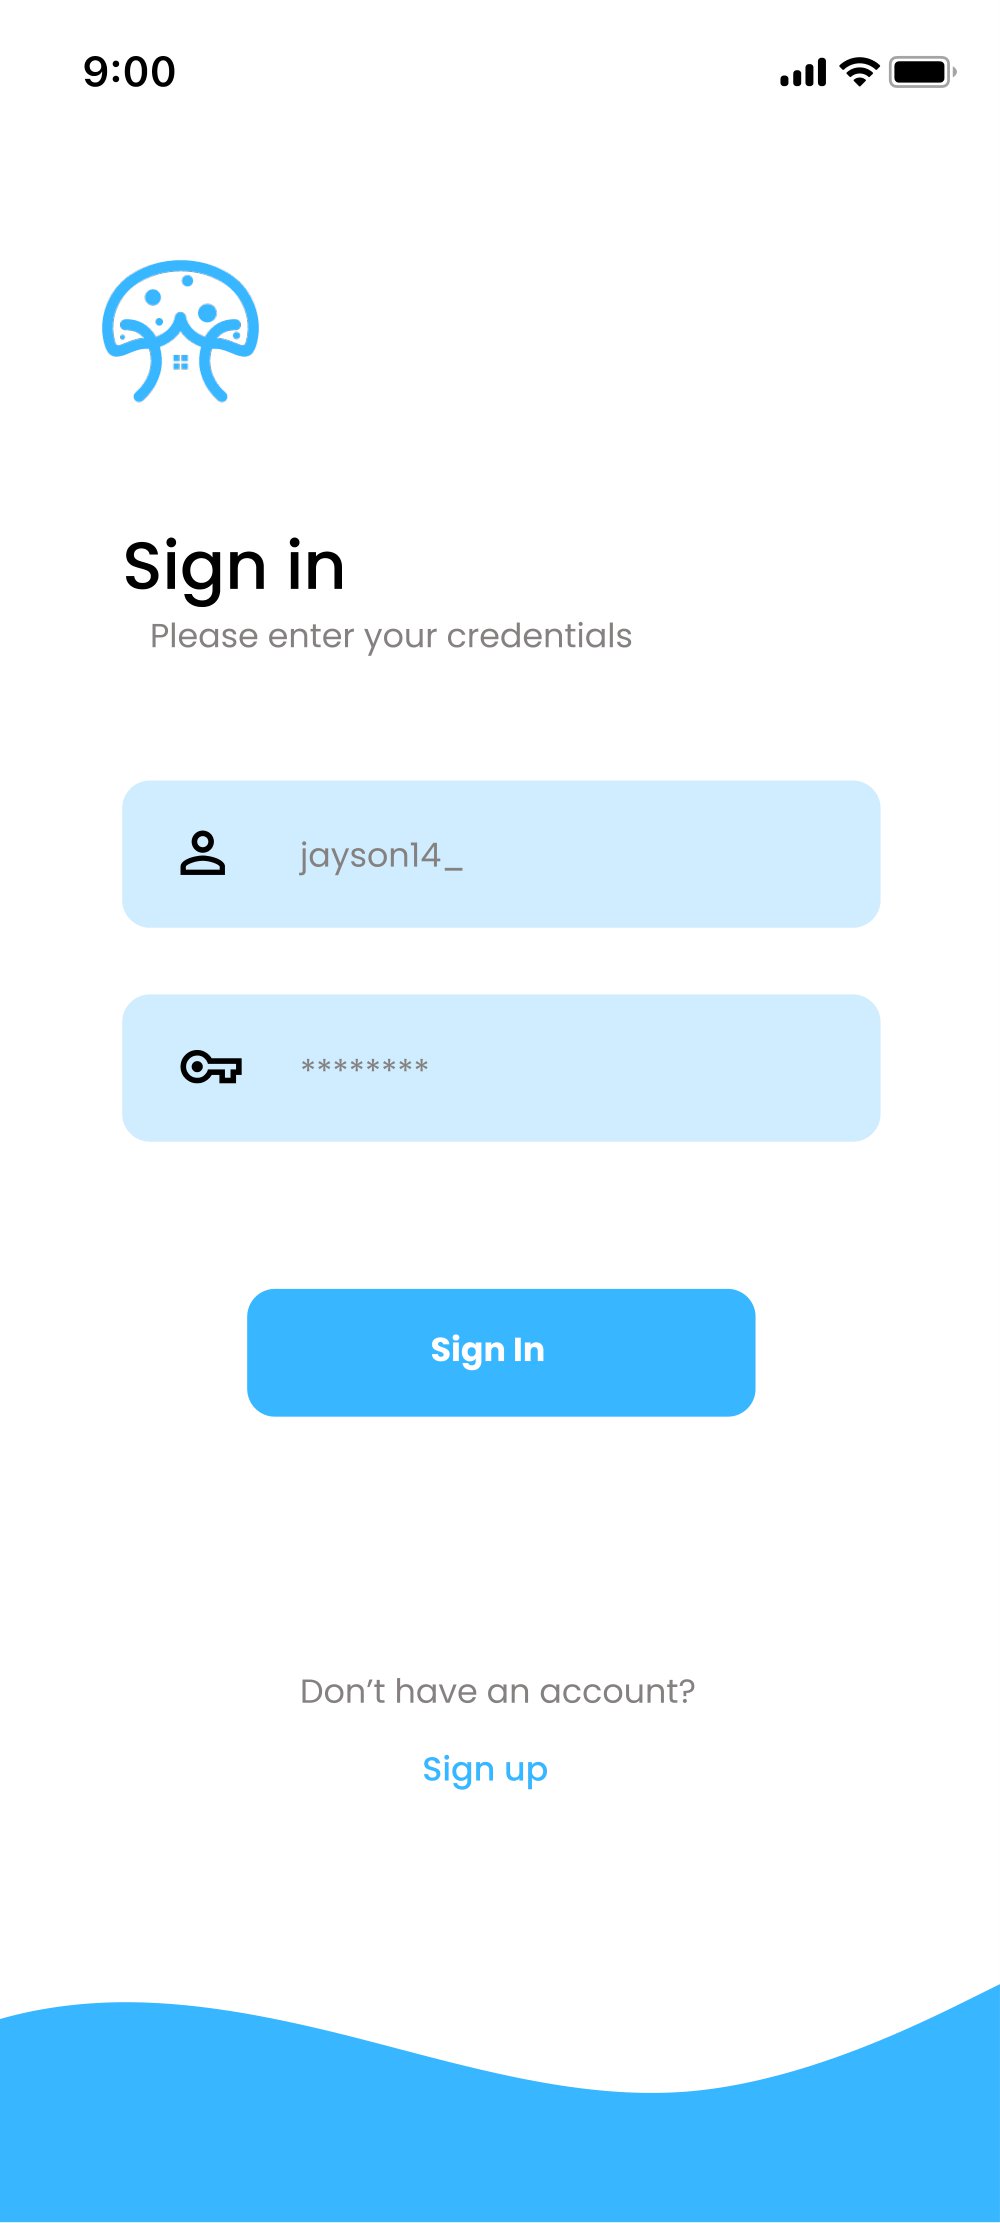 9:00
Sign in
Please enter your credentials
jayson14_
********
Sign In
Don’t have an account?
Sign up